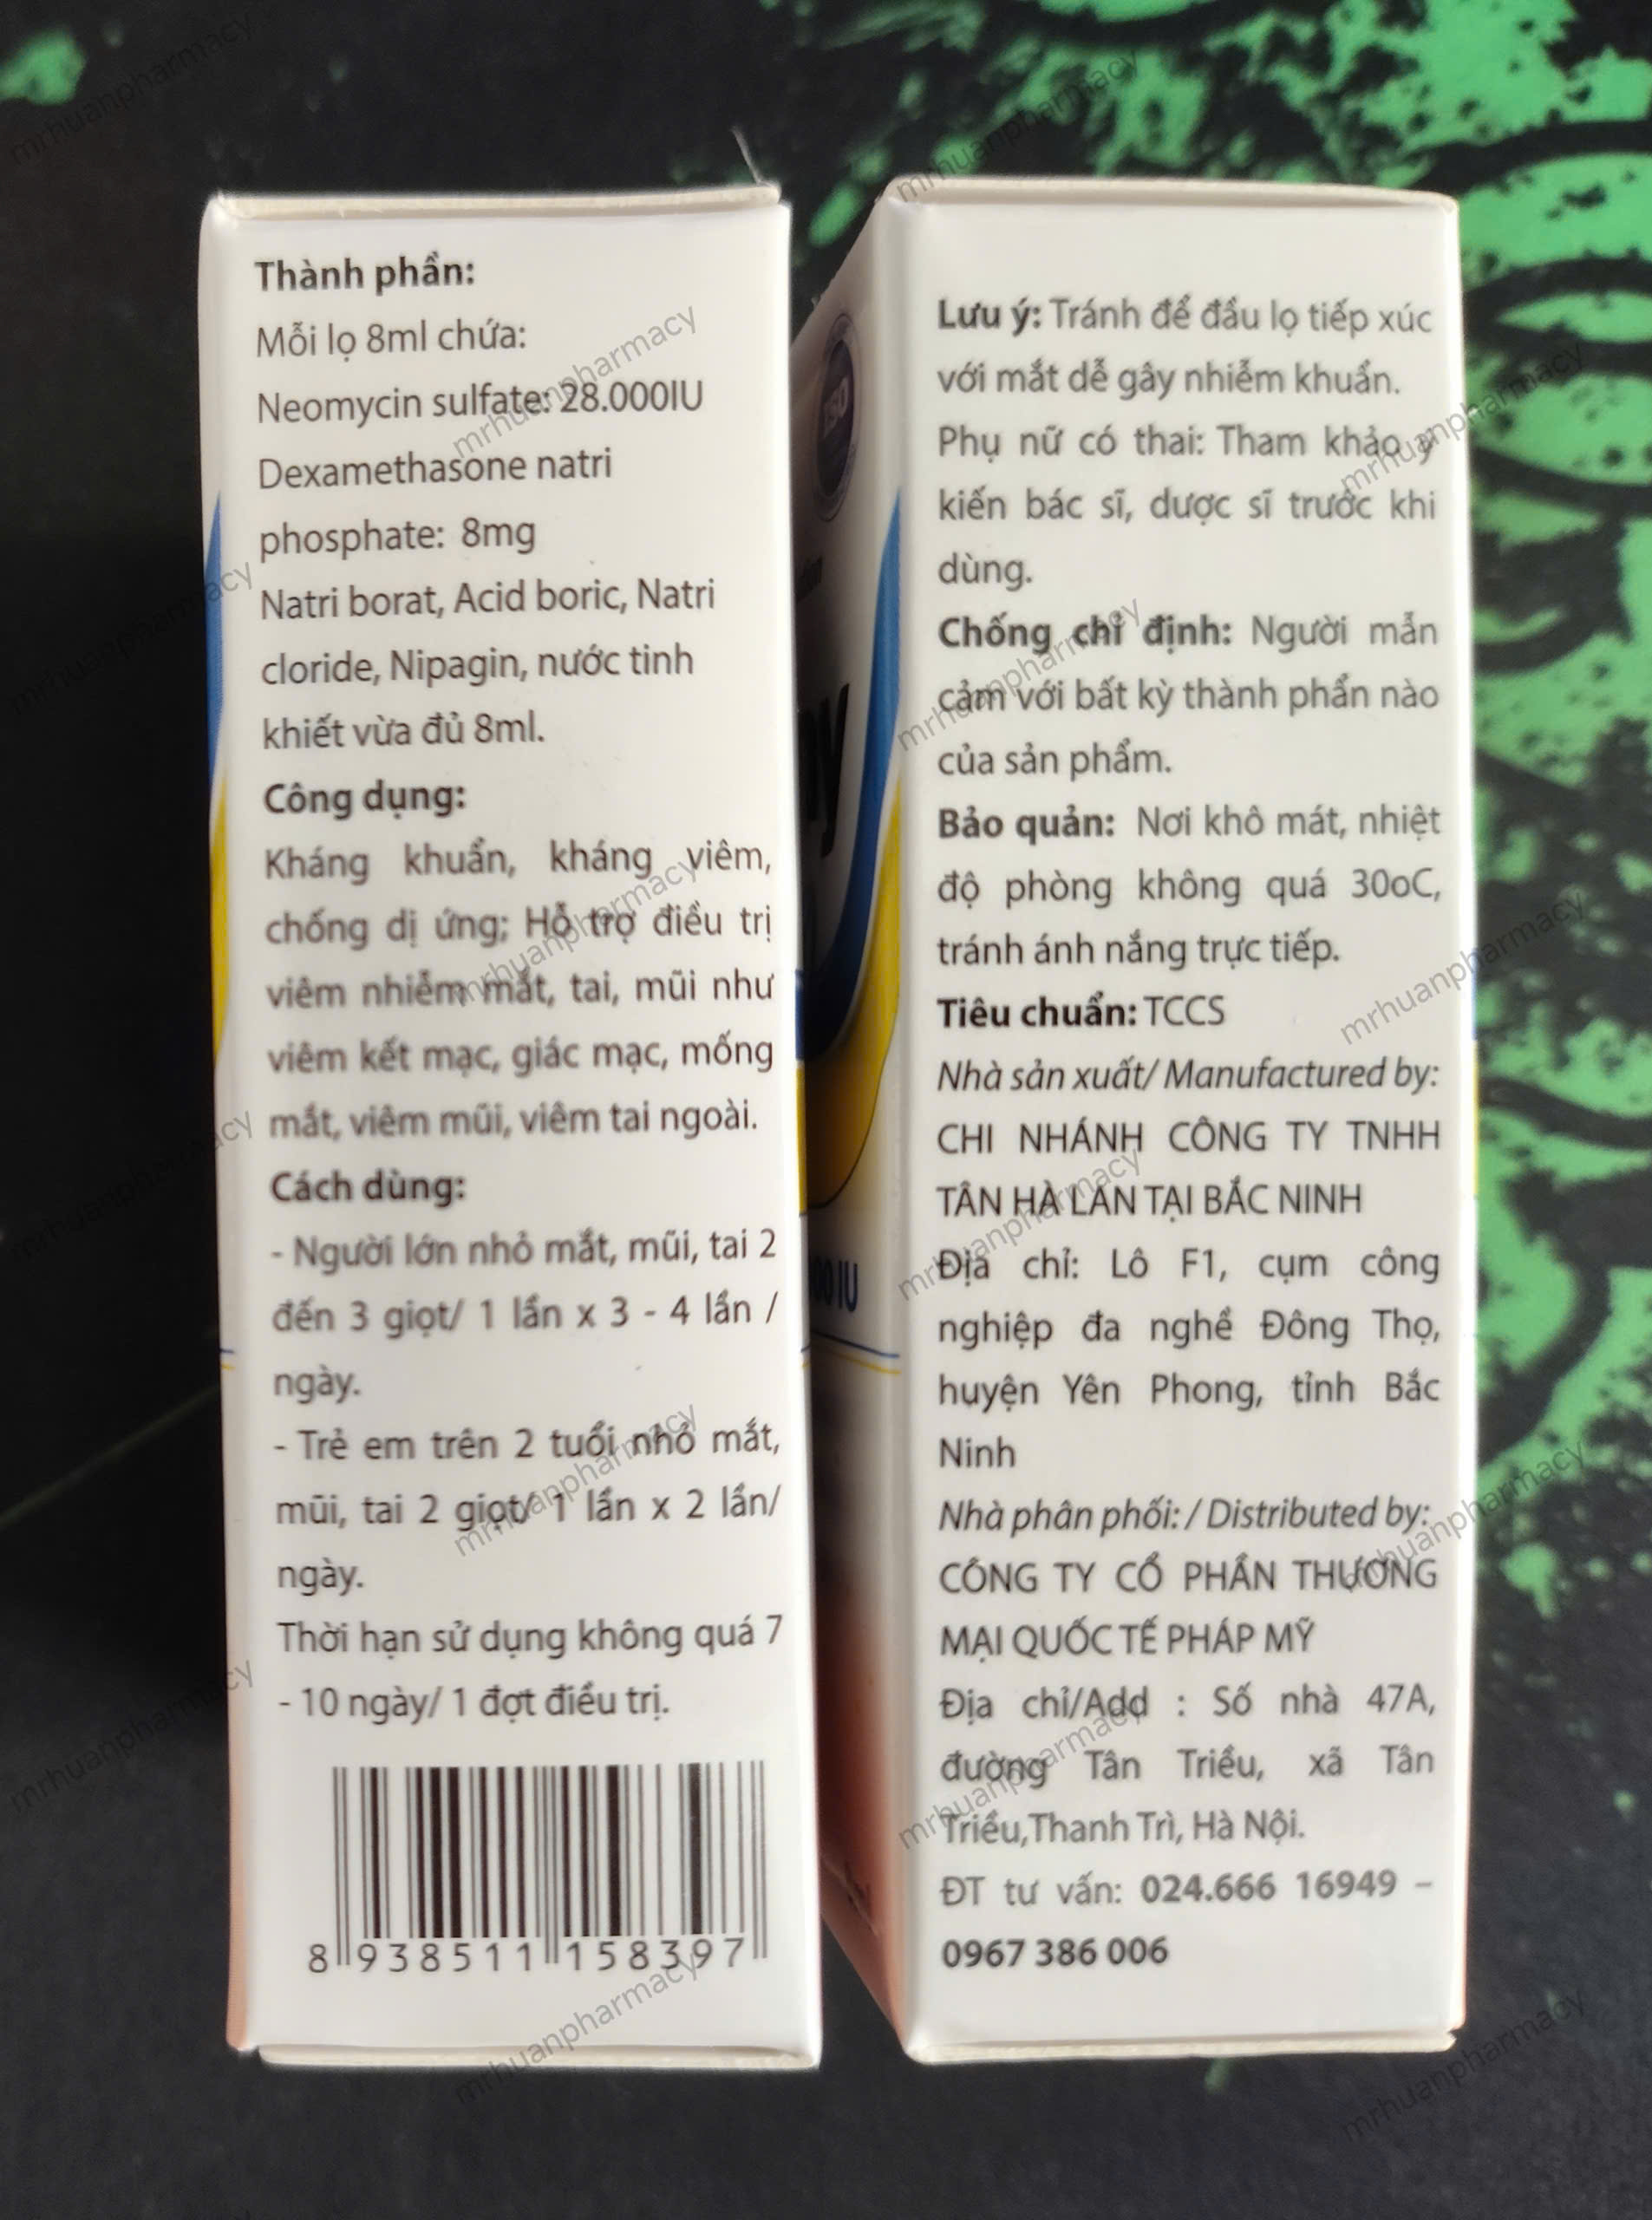 Thành phần:
Mỗi lọ 8ml chứa:
Neomycin sulfate: 28.000IU
Dexamethasone natri
phosphate: 8mg
Natri borat, Acid boric, Natri
cloride, Nipagin, nước tinh
khiết vừa đủ 8ml.
Công dụng:
Kháng khuẩn, kháng viêm,
chống dị ứng; Hỗ trợ điều trị
viêm nhiễm mắt, tai, mũi như
viêm kết mạc, giác mạc, mống
mắt, viêm mũi, viêm tai ngoài.
Cách dùng:
- Người lớn nhỏ mắt, mũi, tai 2
đến 3 giọt/ 1 lần x 3 - 4 lần /
ngày.
- Trẻ em trên 2 tuổi nhỏ mắt,
mũi, tai 2 giọt/ 1 lần x 2 lần/
ngày.
Thời hạn sử dụng không quá 7
- 10 ngày/ 1 đợt điều trị.
8 938511 158397
ISO
00 IU
Lưu ý: Tránh để đầu lọ tiếp xúc
với mắt dễ gây nhiễm khuẩn.
Phụ nữ có thai: Tham khảo ý
kiến bác sĩ, dược sĩ trước khi
dùng.
Chống chỉ định: Người mẫn
cảm với bất kỳ thành phần nào
của sản phẩm.
Bảo quản: Nơi khô mát, nhiệt
độ phòng không quá 30oC,
tránh ánh nắng trực tiếp.
Tiêu chuẩn: TCCS
Nhà sản xuất/ Manufactured by:
CHI NHÁNH CÔNG TY TNHH
TÂN HÀ LAN TẠI BẮC NINH
Địa chỉ: Lô F1, cụm công
nghiệp đa nghề Đông Thọ,
huyện Yên Phong, tỉnh Bắc
Ninh
Nhà phân phối: / Distributed by:
CÔNG TY CỔ PHẦN THƯƠNG
MẠI QUỐC TẾ PHÁP MỸ
Địa chỉ/Add : Số nhà 47A,
đường Tân Triều, xã Tân
Triều,Thanh Trì, Hà Nội.
ĐT tư vấn: 024.666 16949 –
0967 386 006
mrhuanpharmacy